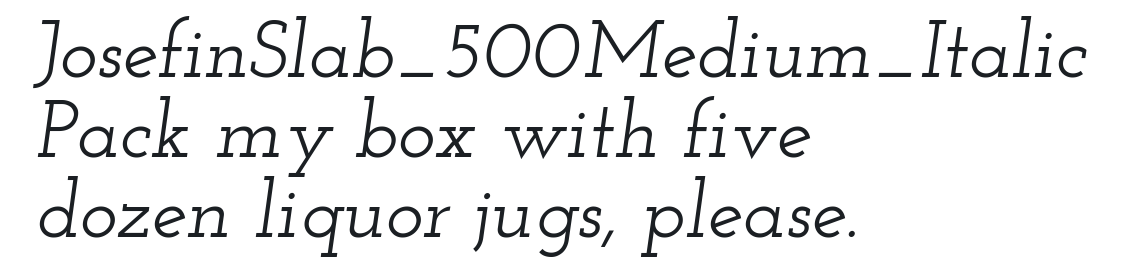 JosefinSlab_500Medium_Italic
Pack my box with five
dozen liquor jugs, please.